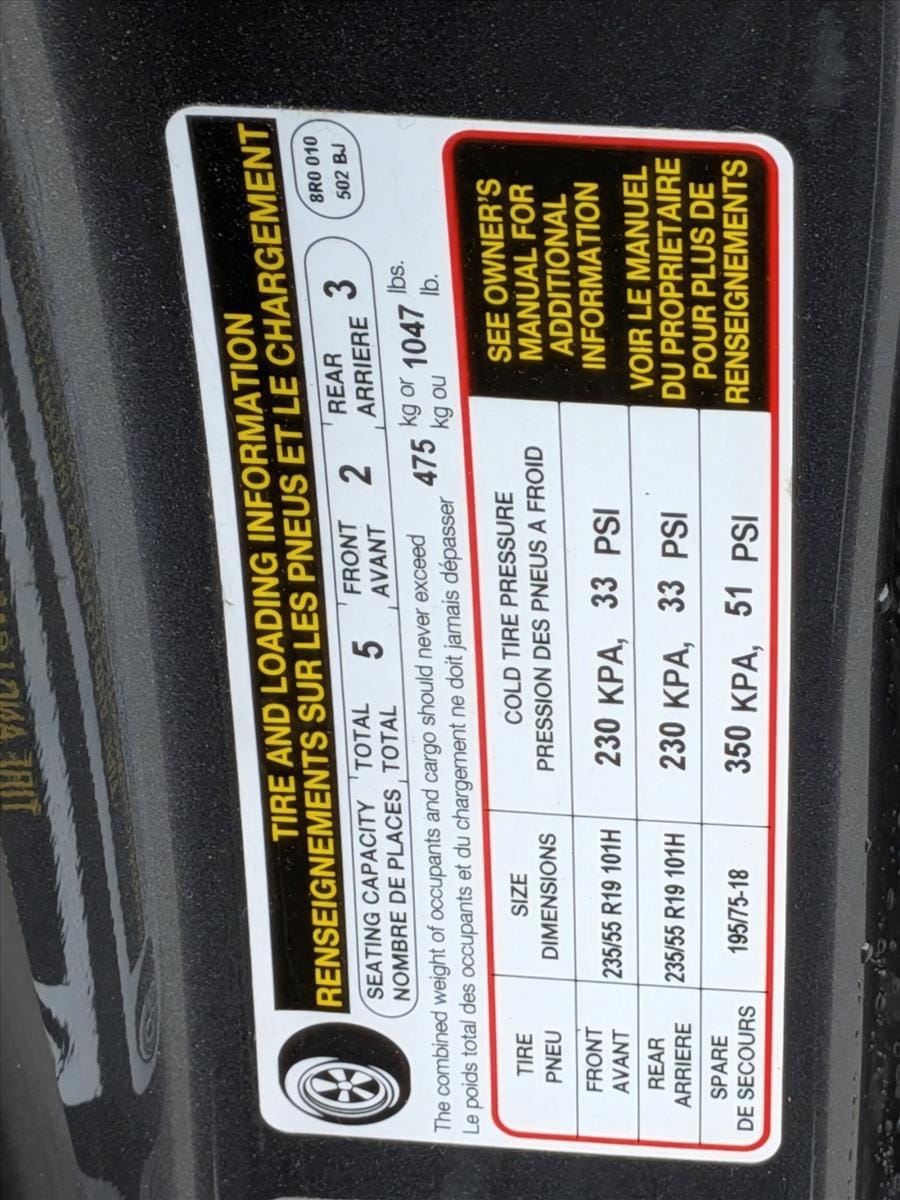 TIRE AND LOADING INFORMATION
RENSEIGNEMENTS SUR LES PNEUS ET LE CHARGEMENT
SEATING CAPACITY TOTAL 5 FRONT 2 REAR 3
NOMBRE DE PLACES TOTAL AVANT ARRIERE
8R0 010
502 BJ
The combined weight of occupants and cargo should never exceed 475 kg or 1047 lbs.
Le poids total des occupants et du chargement ne doit jamais dépasser kg ou lb.
TIRE SIZE COLD TIRE PRESSURE
PNEU DIMENSIONS PRESSION DES PNEUS A FROID
FRONT
AVANT 235/55 R19 101H 230 KPA, 33 PSI
REAR
ARRIERE 235/55 R19 101H 230 KPA, 33 PSI
SPARE
DE SECOURS 195/75-18 350 KPA, 51 PSI
SEE OWNER'S
MANUAL FOR
ADDITIONAL
INFORMATION
VOIR LE MANUEL
DU PROPRIETAIRE
POUR PLUS DE
RENSEIGNEMENTS